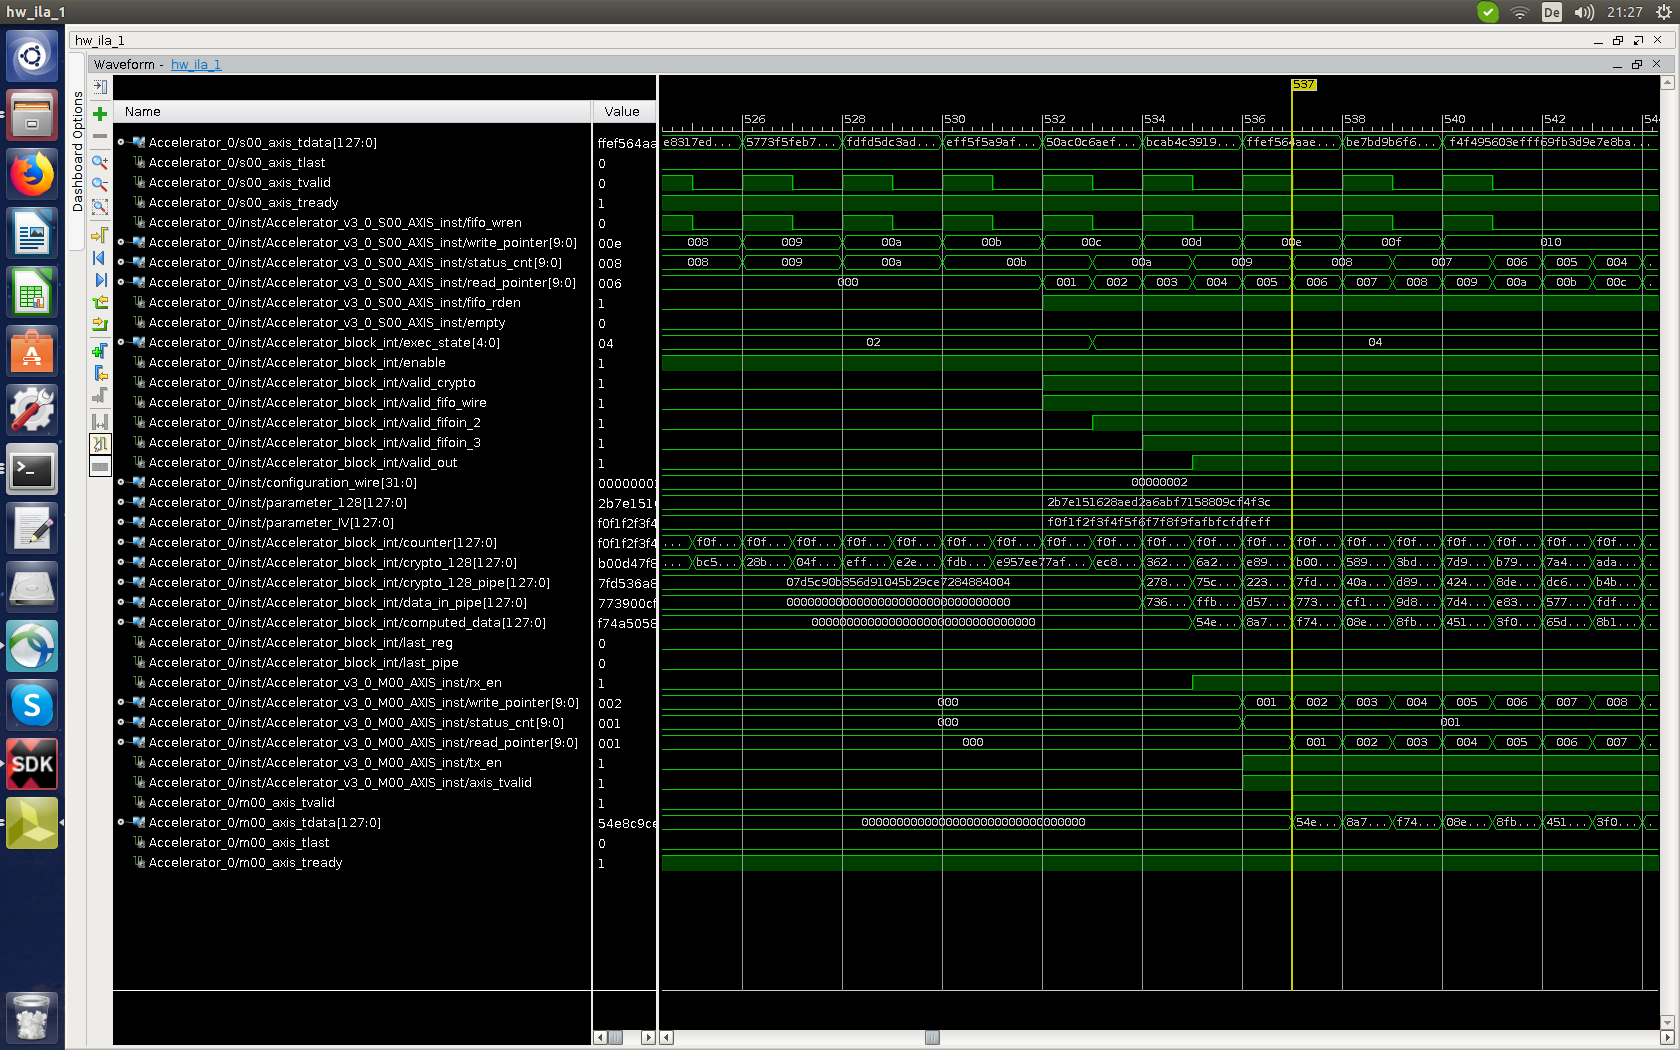 hw_ila_1
De
21:27
hw_ila_1
Waveform - hw_ila_1
Dashboard Options
537
Name Value
526 528 530 532 534 536 538 540 542 544
Accelerator_0/s00_axis_tdata[127:0] ffef564aa e8317ed... 5773f5feb7... fdfd5dc3ad... eff5f5a9af... 50ac0c6aef... bcab4c3919... ffef564aae... be7bd9b6f6... f4f495603efff69fb3d9e7e8ba...
Accelerator_0/s00_axis_tlast 0
Accelerator_0/s00_axis_tvalid 0
Accelerator_0/s00_axis_tready 1
Accelerator_0/inst/Accelerator_v3_0_S00_AXIS_inst/fifo_wren 0
Accelerator_0/inst/Accelerator_v3_0_S00_AXIS_inst/write_pointer[9:0] 00e 008 009 00a 00b 00c 00d 00e 00f 010
Accelerator_0/inst/Accelerator_v3_0_S00_AXIS_inst/status_cnt[9:0] 008 008 009 00a 00b 00a 009 008 007 006 005 004 .
Accelerator_0/inst/Accelerator_v3_0_S00_AXIS_inst/read_pointer[9:0] 006 000 001 002 003 004 005 006 007 008 009 00a 00b 00c .
Accelerator_0/inst/Accelerator_v3_0_S00_AXIS_inst/fifo_rden 1
Accelerator_0/inst/Accelerator_v3_0_S00_AXIS_inst/empty 0
Accelerator_0/inst/Accelerator_block_int/exec_state[4:0] 04 02 04
Accelerator_0/inst/Accelerator_block_int/enable 1
Accelerator_0/inst/Accelerator_block_int/valid_crypto 1
Accelerator_0/inst/Accelerator_block_int/valid_fifo_wire 1
Accelerator_0/inst/Accelerator_block_int/valid_fifoin_2 1
Accelerator_0/inst/Accelerator_block_int/valid_fifoin_3 1
Accelerator_0/inst/Accelerator_block_int/valid_out 1
Accelerator_0/inst/configuration_wire[31:0] 00000002 00000002
Accelerator_0/inst/parameter_128[127:0] 2b7e151 2b7e151628aed2a6abf7158809cf4f3c
Accelerator_0/inst/parameter_IV[127:0] f0f1f2f3f4 f0f1f2f3f4f5f6f7f8f9fafbfcfdfeff
Accelerator_0/inst/Accelerator_block_int/counter[127:0] f0f1f2f3f4 ... f0f... f0f... f0f... f0f... f0f... f0f... f0f... f0f... f0f... f0f... f0f... f0f... f0f... f0f... f0f... f0f... f0f... f0f... f0f... .
Accelerator_0/inst/Accelerator_block_int/crypto_128[127:0] b00d47f8 ... bc5... 28b... 04f... eff... e2e... fdb... e957ee77af... ec8... 362... 6a2... e89... b00... 589... 3bd... 7d9... b79... 7a4... ada... .
Accelerator_0/inst/Accelerator_block_int/crypto_128_pipe[127:0] 7fd536a8 07d5c90b356d91045b29ce7284884004 278... 75c... 223... 7fd... 40a... d89... 424... 8de... dc6... b4b... .
Accelerator_0/inst/Accelerator_block_int/data_in_pipe[127:0] 773900cf 00000000000000000000000000000000 736... ffb... d57... 773... cf1... 9d8... 7d4... e83... 577... fdf... .
Accelerator_0/inst/Accelerator_block_int/computed_data[127:0] f74a5058 00000000000000000000000000000000 54e... 8a7... f74... 08e... 8fb... 451... 3f0... 65d... 8b1... .
Accelerator_0/inst/Accelerator_block_int/last_reg 0
Accelerator_0/inst/Accelerator_block_int/last_pipe 0
Accelerator_0/inst/Accelerator_v3_0_M00_AXIS_inst/rx_en 1
Accelerator_0/inst/Accelerator_v3_0_M00_AXIS_inst/write_pointer[9:0] 002 000 001 002 003 004 005 006 007 008 .
Accelerator_0/inst/Accelerator_v3_0_M00_AXIS_inst/status_cnt[9:0] 001 000 001
Accelerator_0/inst/Accelerator_v3_0_M00_AXIS_inst/read_pointer[9:0] 001 000 001 002 003 004 005 006 007 .
Accelerator_0/inst/Accelerator_v3_0_M00_AXIS_inst/tx_en 1
Accelerator_0/inst/Accelerator_v3_0_M00_AXIS_inst/axis_tvalid 1
Accelerator_0/m00_axis_tvalid 1
Accelerator_0/m00_axis_tdata[127:0] 54e8c9ce 00000000000000000000000000000000 54e... 8a7... f74... 08e... 8fb... 451... 3f0... .
Accelerator_0/m00_axis_tlast 0
Accelerator_0/m00_axis_tready 1
SDK